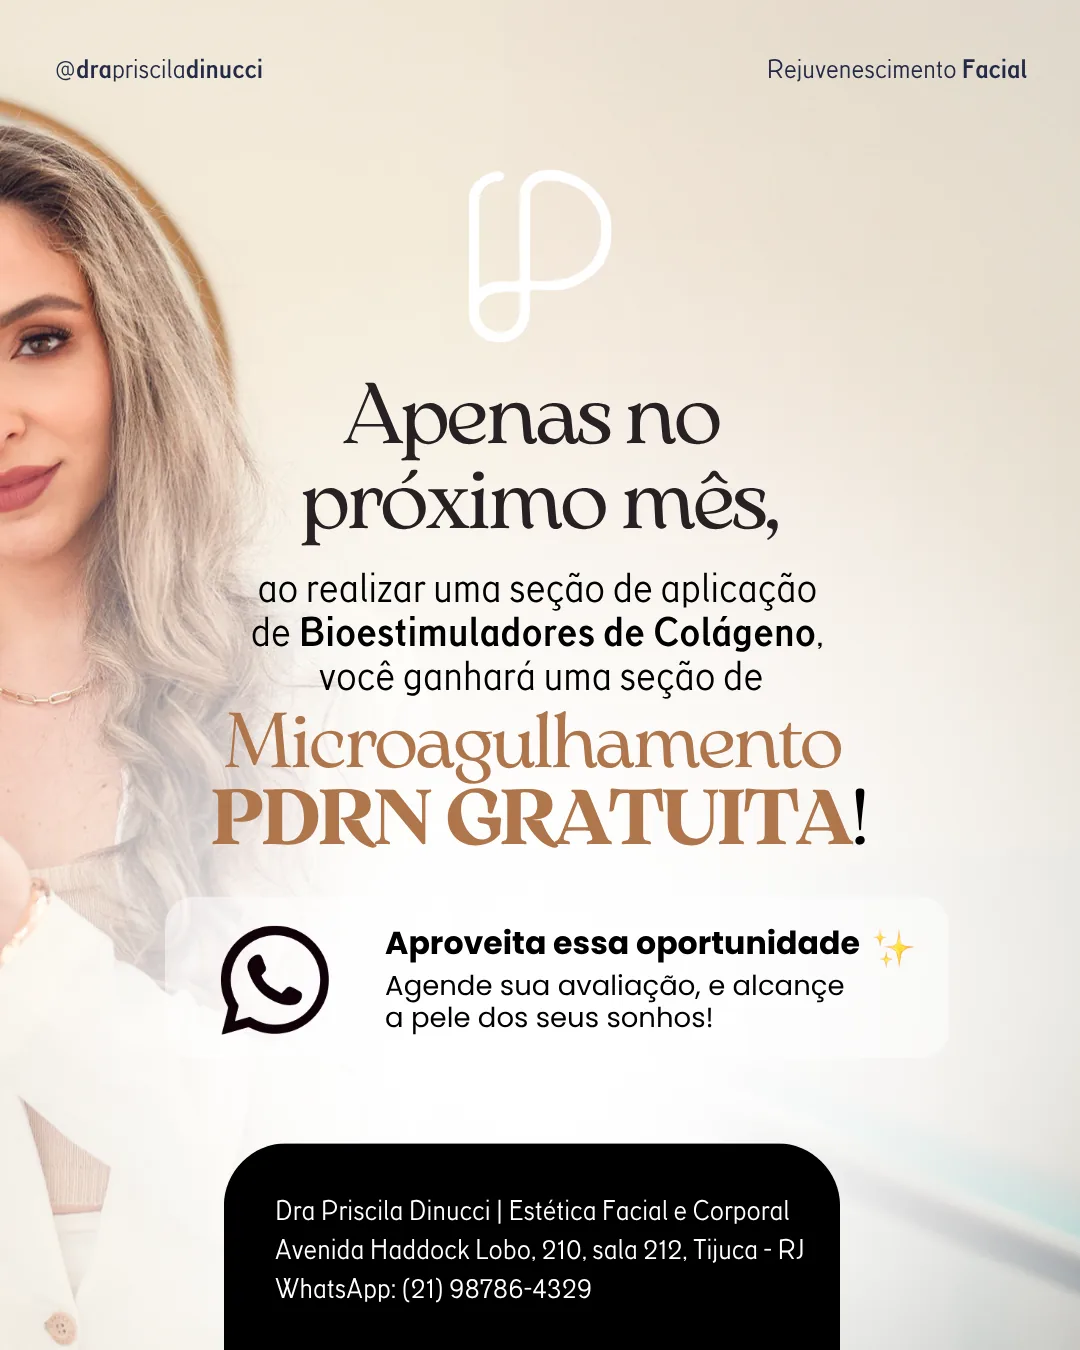 @draprisciladinucci
Rejuvenescimento Facial
Apenas no
próximo mês,
ao realizar uma seção de aplicação
de Bioestimuladores de Colágeno,
você ganhará uma seção de
Microagulhamento
PDRN GRATUITA!
Aproveita essa oportunidade ✨
Agende sua avaliação, e alcançe
a pele dos seus sonhos!
Dra Priscila Dinucci | Estética Facial e Corporal
Avenida Haddock Lobo, 210, sala 212, Tijuca - RJ
WhatsApp: (21) 98786-4329